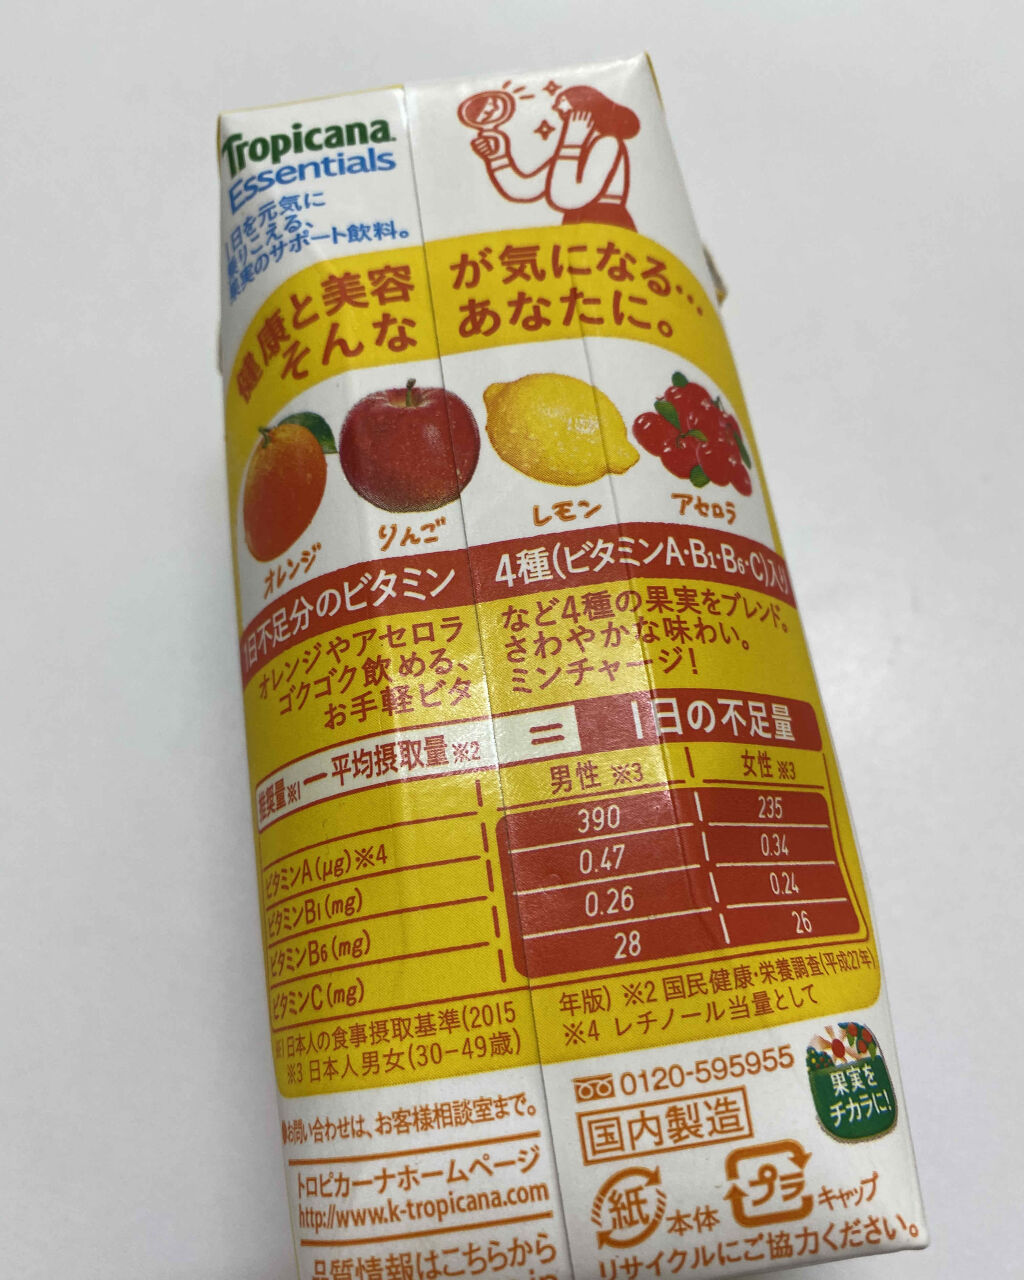 Tropicana
Essentials
1日を元気に
乗りこえる、
果実のサポート飲料。
健康と美容が気になる…
そんなあなたに。
オレンジ
りんご
レモン
アセロラ
1日不足分のビタミン4種(ビタミンA・B1・B6・C)入り
オレンジやアセロラなど4種の果実をブレンド。
ゴクゴク飲める、さわやかな味わい。
お手軽ビタミンチャージ!
推奨量※1ー平均摂取量※2 = 1日の不足量
男性 ※3 女性 ※3
ビタミンA(μg)※4 390 235
ビタミンB1(mg) 0.47 0.34
ビタミンB6(mg) 0.26 0.24
ビタミンC(mg) 28 26
※1 日本人の食事摂取基準(2015年版) ※2 国民健康・栄養調査(平成27年)
※3 日本人男女(30-49歳) ※4 レチノール当量として
●お問い合わせは、お客様相談室まで。
0120-595955
トロピカーナホームページ
http://www.k-tropicana.com
品質情報はこちらから
国内製造
果実を
チカラに!
紙 本体 プラ キャップ
リサイクルにご協力ください。